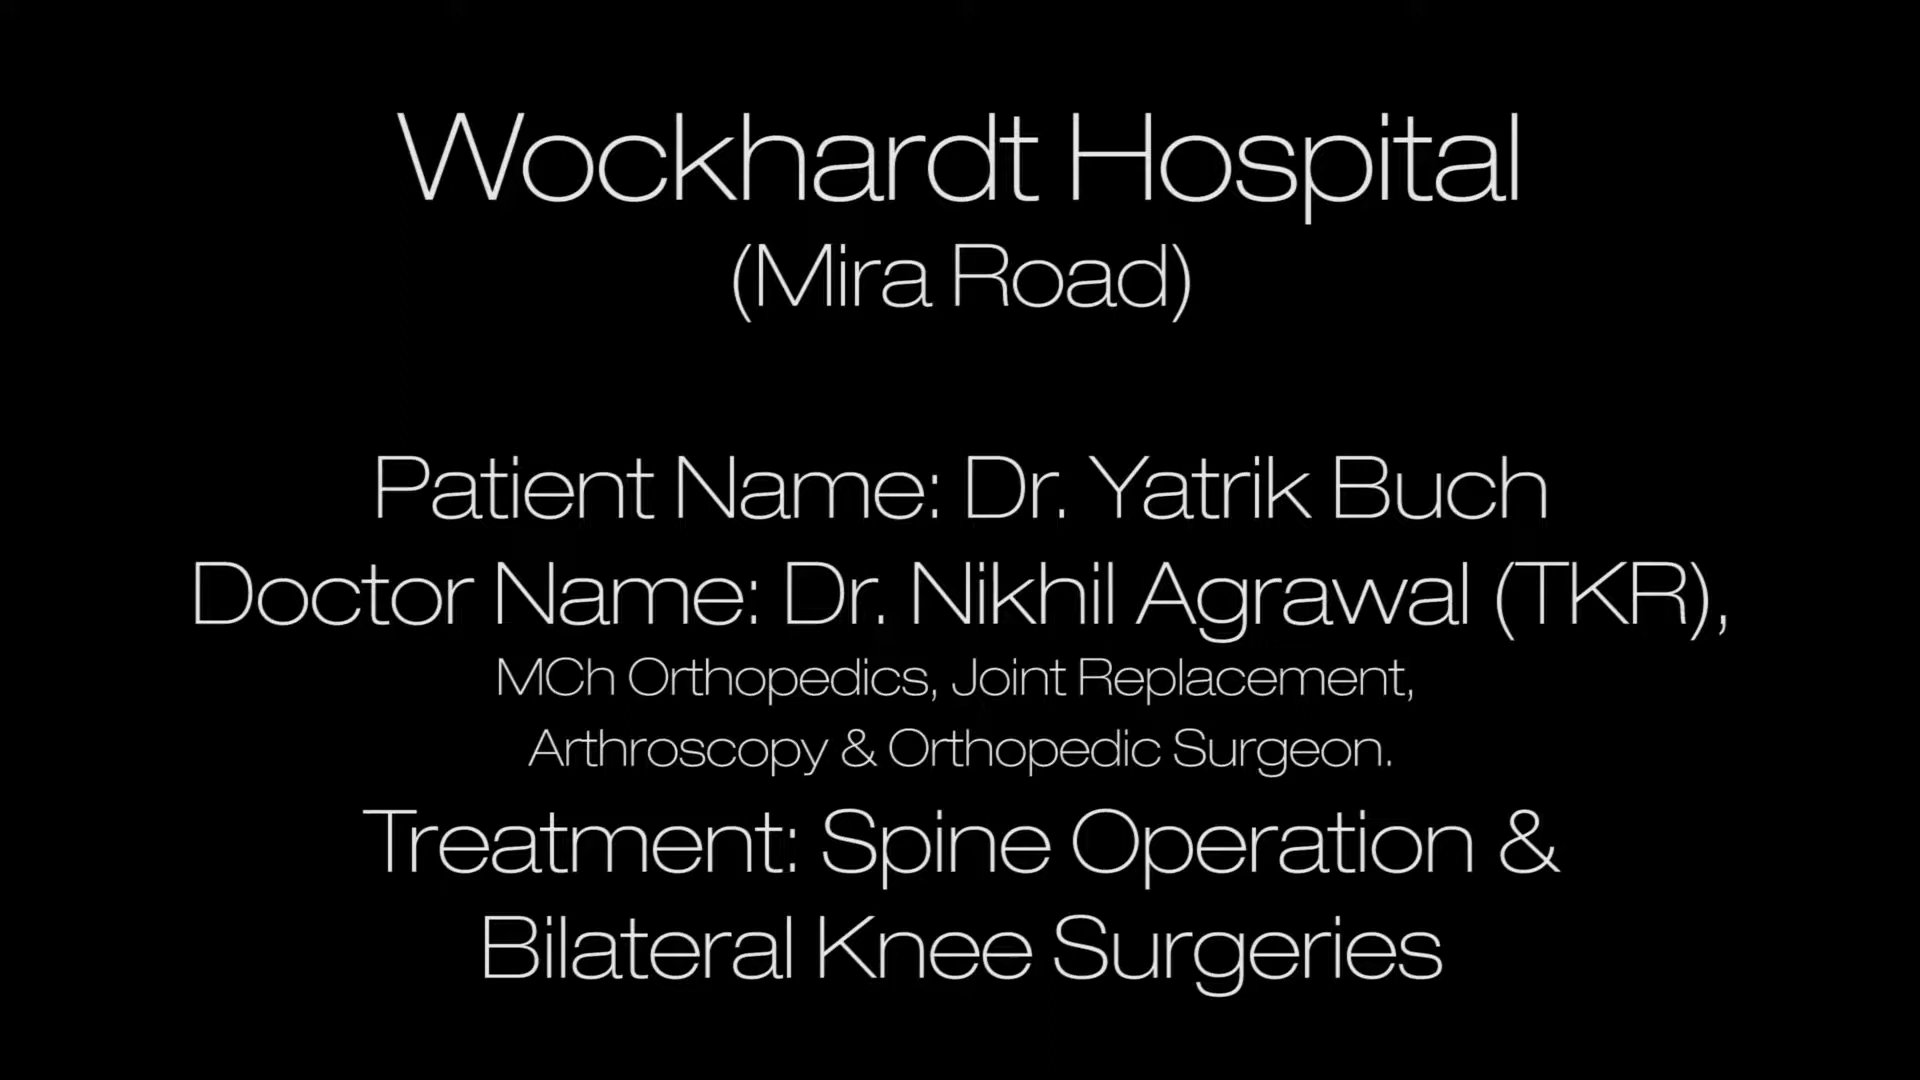 Wockhardt Hospital
(Mira Road)
Patient Name: Dr. Yatrik Buch
Doctor Name: Dr. Nikhil Agrawal (TKR),
MCh Orthopedics, Joint Replacement,
Arthroscopy & Orthopedic Surgeon.
Treatment: Spine Operation &
Bilateral Knee Surgeries